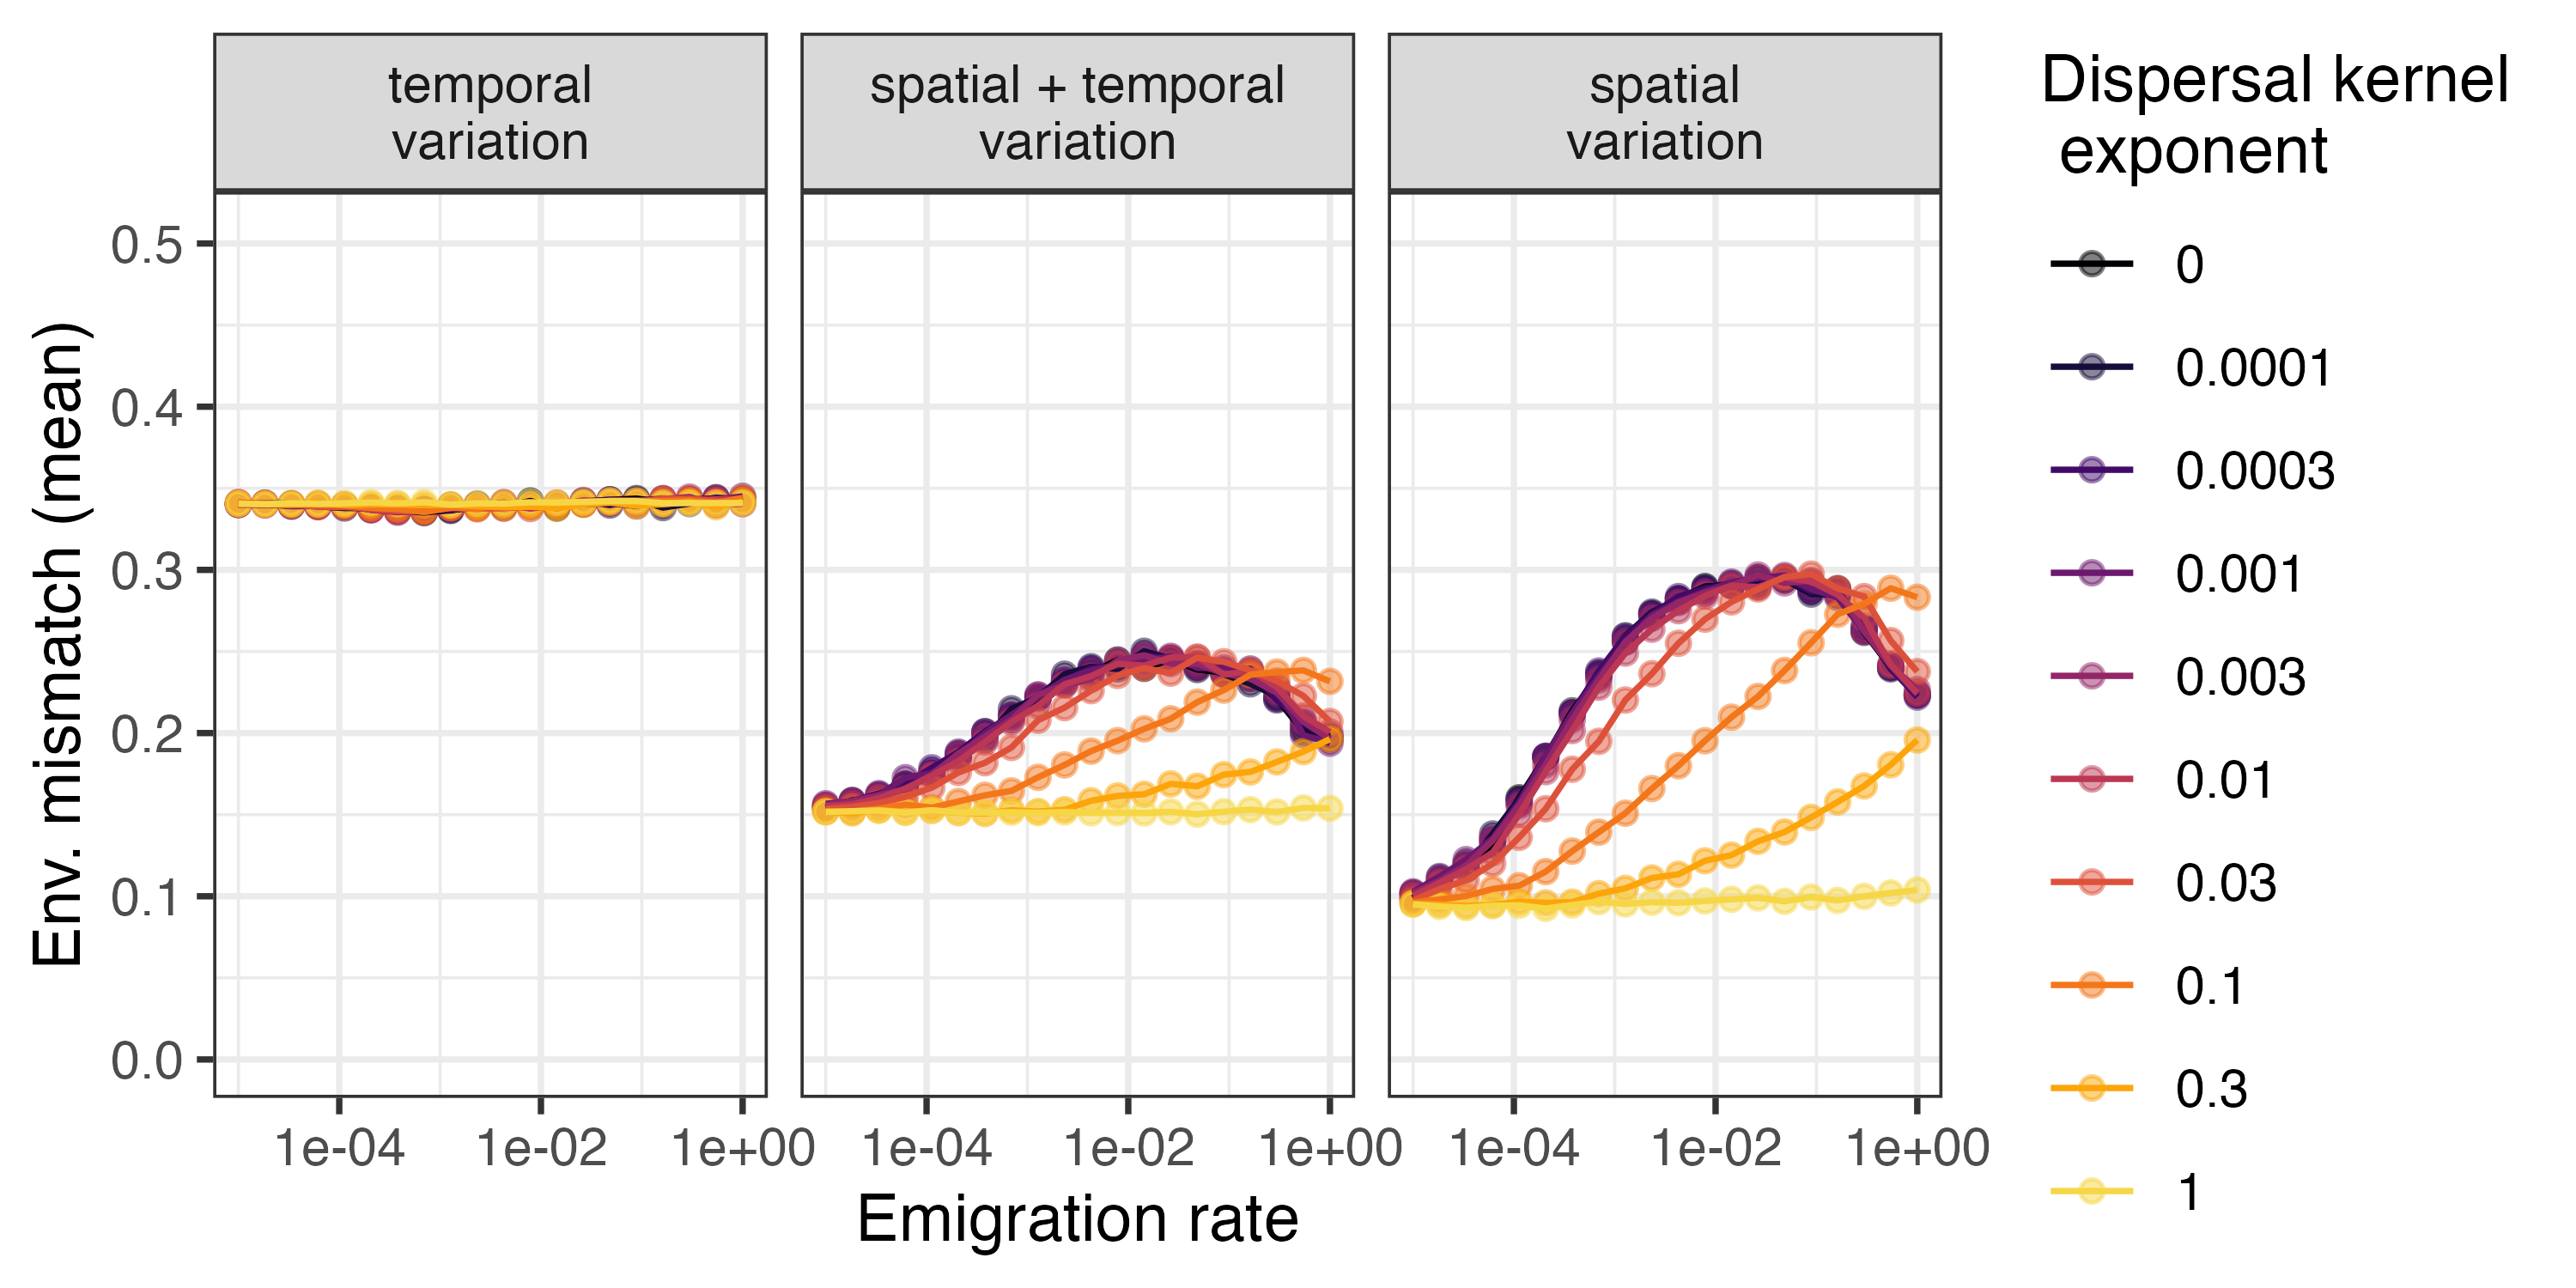 temporal
variation
spatial + temporal
variation
spatial
variation
Dispersal kernel
exponent
0
0.0001
0.0003
0.001
0.003
0.01
0.03
0.1
0.3
1
Env. mismatch (mean)
0.5
0.4
0.3
0.2
0.1
0.0
1e-04 1e-02 1e+00 1e-04 1e-02 1e+00 1e-04 1e-02 1e+00
Emigration rate